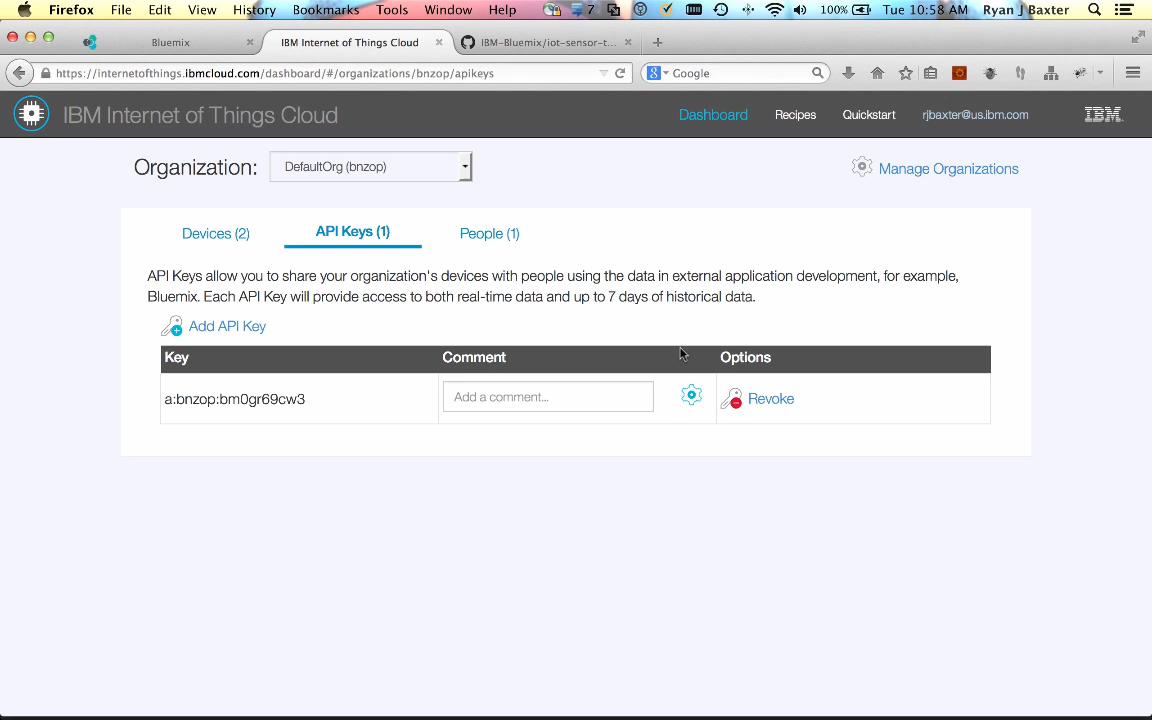 Firefox File Edit View History Bookmarks Tools Window Help 7 100% Tue 10:58 AM Ryan J Baxter
Bluemix IBM Internet of Things Cloud IBM-Bluemix/iot-sensor-t...
https://internetofthings.ibmcloud.com/dashboard/#/organizations/bnzop/apikeys Google
IBM Internet of Things Cloud Dashboard Recipes Quickstart rjbaxter@us.ibm.com IBM
Organization: DefaultOrg (bnzop) Manage Organizations
Devices (2) API Keys (1) People (1)
API Keys allow you to share your organization's devices with people using the data in external application development, for example,
Bluemix. Each API Key will provide access to both real-time data and up to 7 days of historical data.
Add API Key
Key Comment Options
a:bnzop:bm0gr69cw3 Add a comment... Revoke